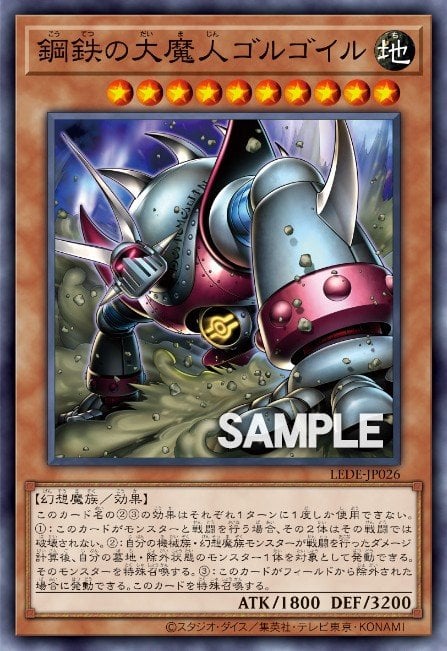 鋼鉄の大魔人ゴルゴイル 地
SAMPLE
LEDE-JP026
【幻想魔族／効果】
このカード名の②③の効果はそれぞれ1ターンに1度しか使用できない。
①：このカードがモンスターと戦闘を行う場合、その2体はその戦闘では
破壊されない。②：自分の機械族・幻想魔族モンスターが戦闘を行ったダメージ
計算後、自分の墓地・除外状態のモンスター1体を対象として発動できる。
そのモンスターを特殊召喚する。③：このカードがフィールドから除外された
場合に発動できる。このカードを特殊召喚する。
ATK/1800 DEF/3200
©スタジオ・ダイス／集英社・テレビ東京・KONAMI